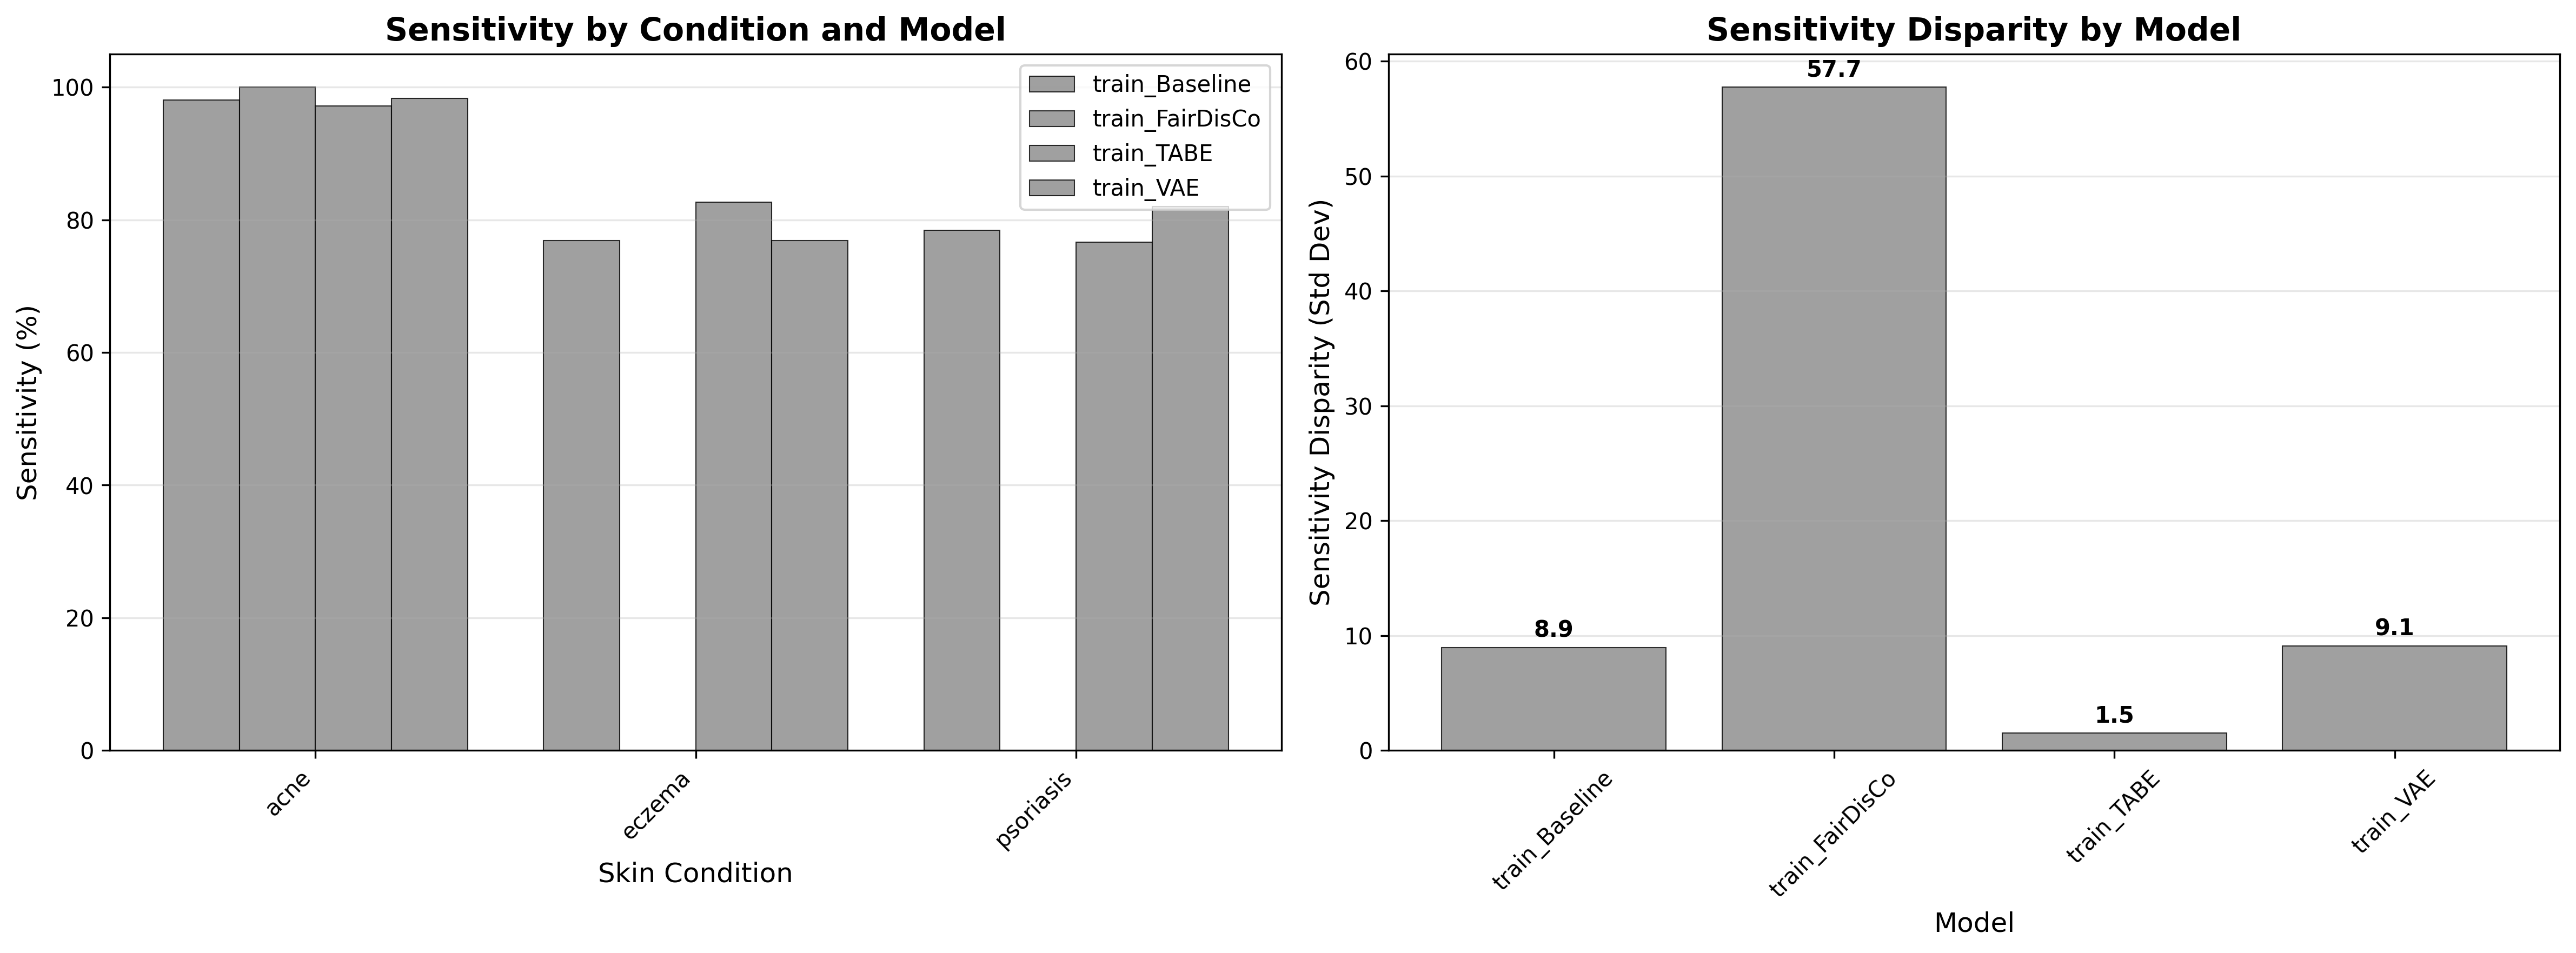 Sensitivity by Condition and Model
train_Baseline
train_FairDisCo
train_TABE
train_VAE
100
80
60
40
20
0
Sensitivity (%)
acne
eczema
psoriasis
Skin Condition
Sensitivity Disparity by Model
60
50
40
30
20
10
0
Sensitivity Disparity (Std Dev)
8.9
57.7
1.5
9.1
train_Baseline
train_FairDisCo
train_TABE
train_VAE
Model